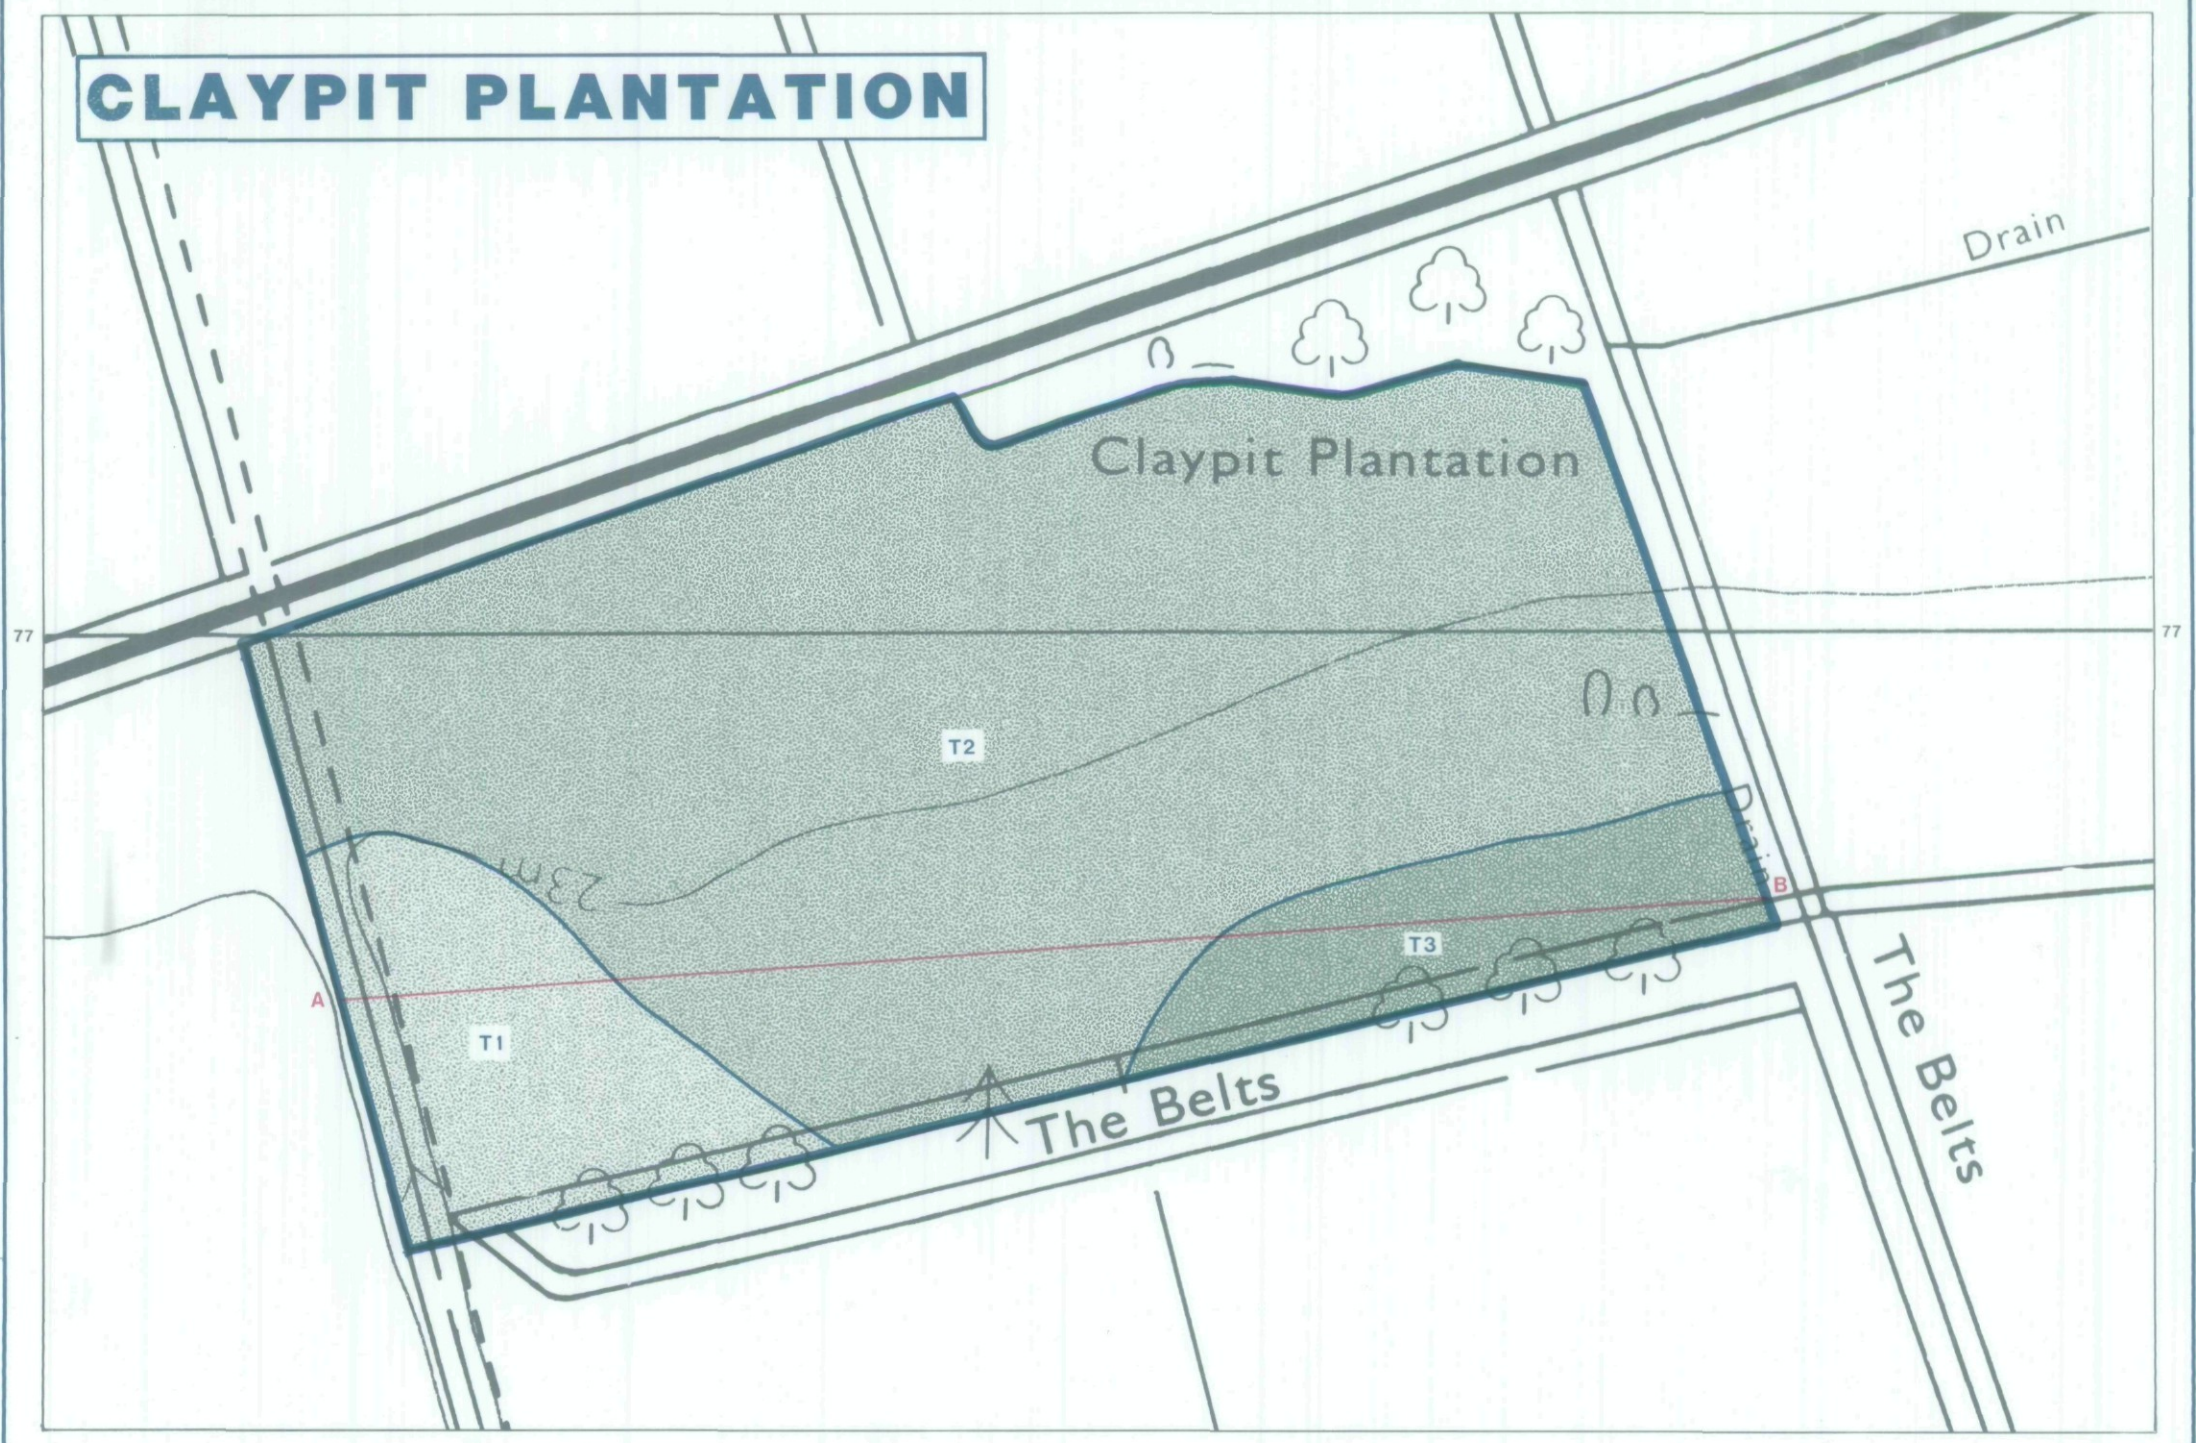 CLAYPIT PLANTATION
Drain
Claypit Plantation
77
77
T2
Drain
23m
B
T3
A
T1
The Belts
The Belts